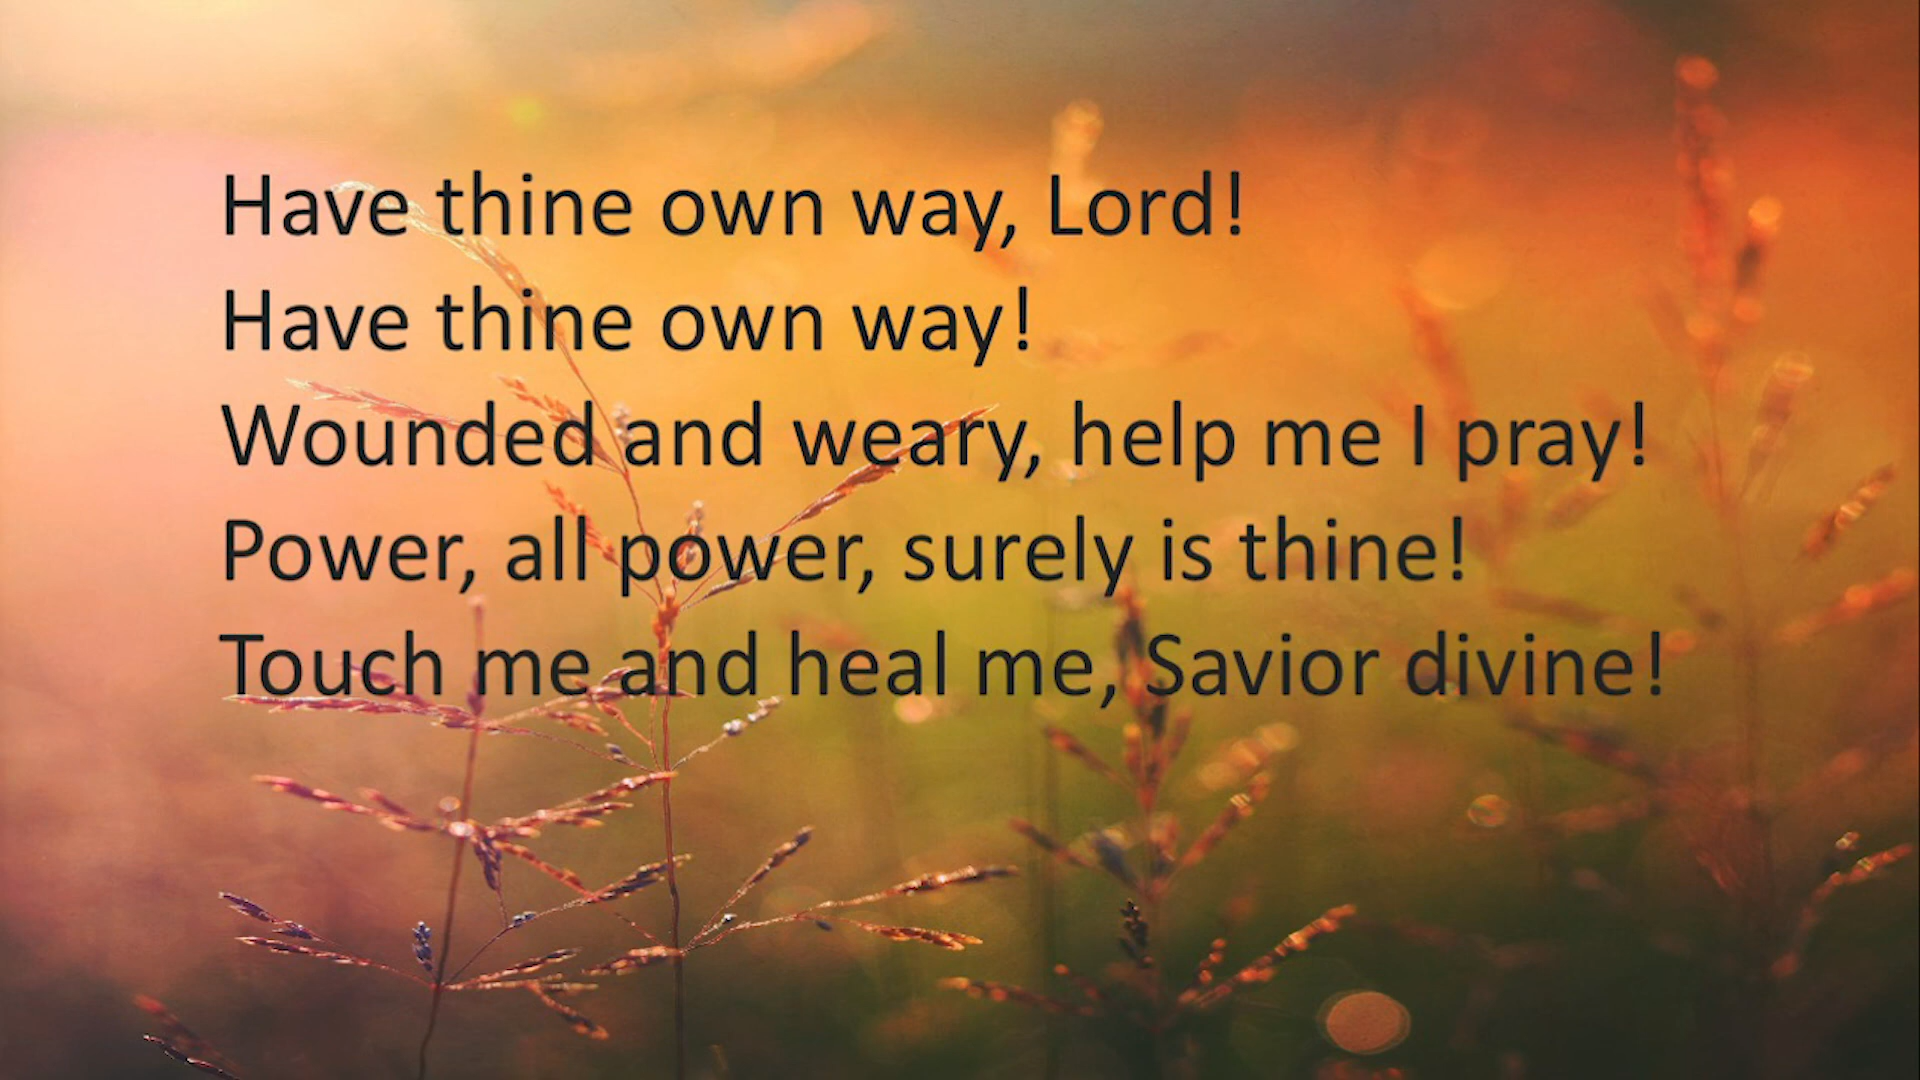 Have thine own way, Lord!
Have thine own way!
Wounded and weary, help me I pray!
Power, all power, surely is thine!
Touch me and heal me, Savior divine!